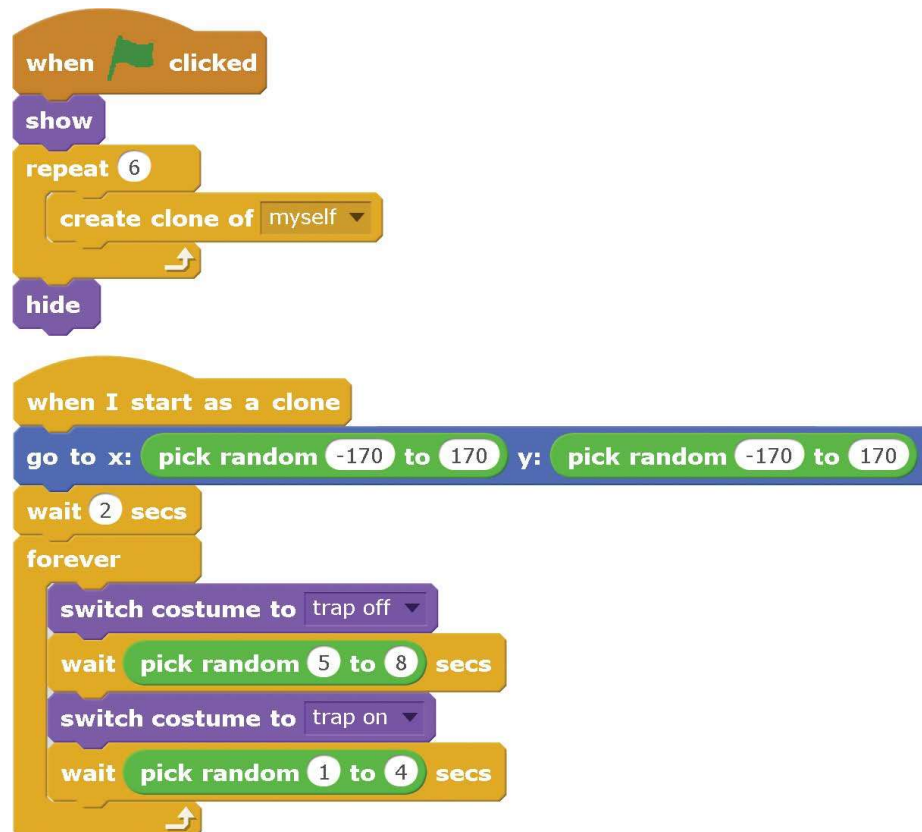 when clicked
show
repeat 6
create clone of myself
hide
when I start as a clone
go to x: pick random -170 to 170 y: pick random -170 to 170
wait 2 secs
forever
switch costume to trap off
wait pick random 5 to 8 secs
switch costume to trap on
wait pick random 1 to 4 secs